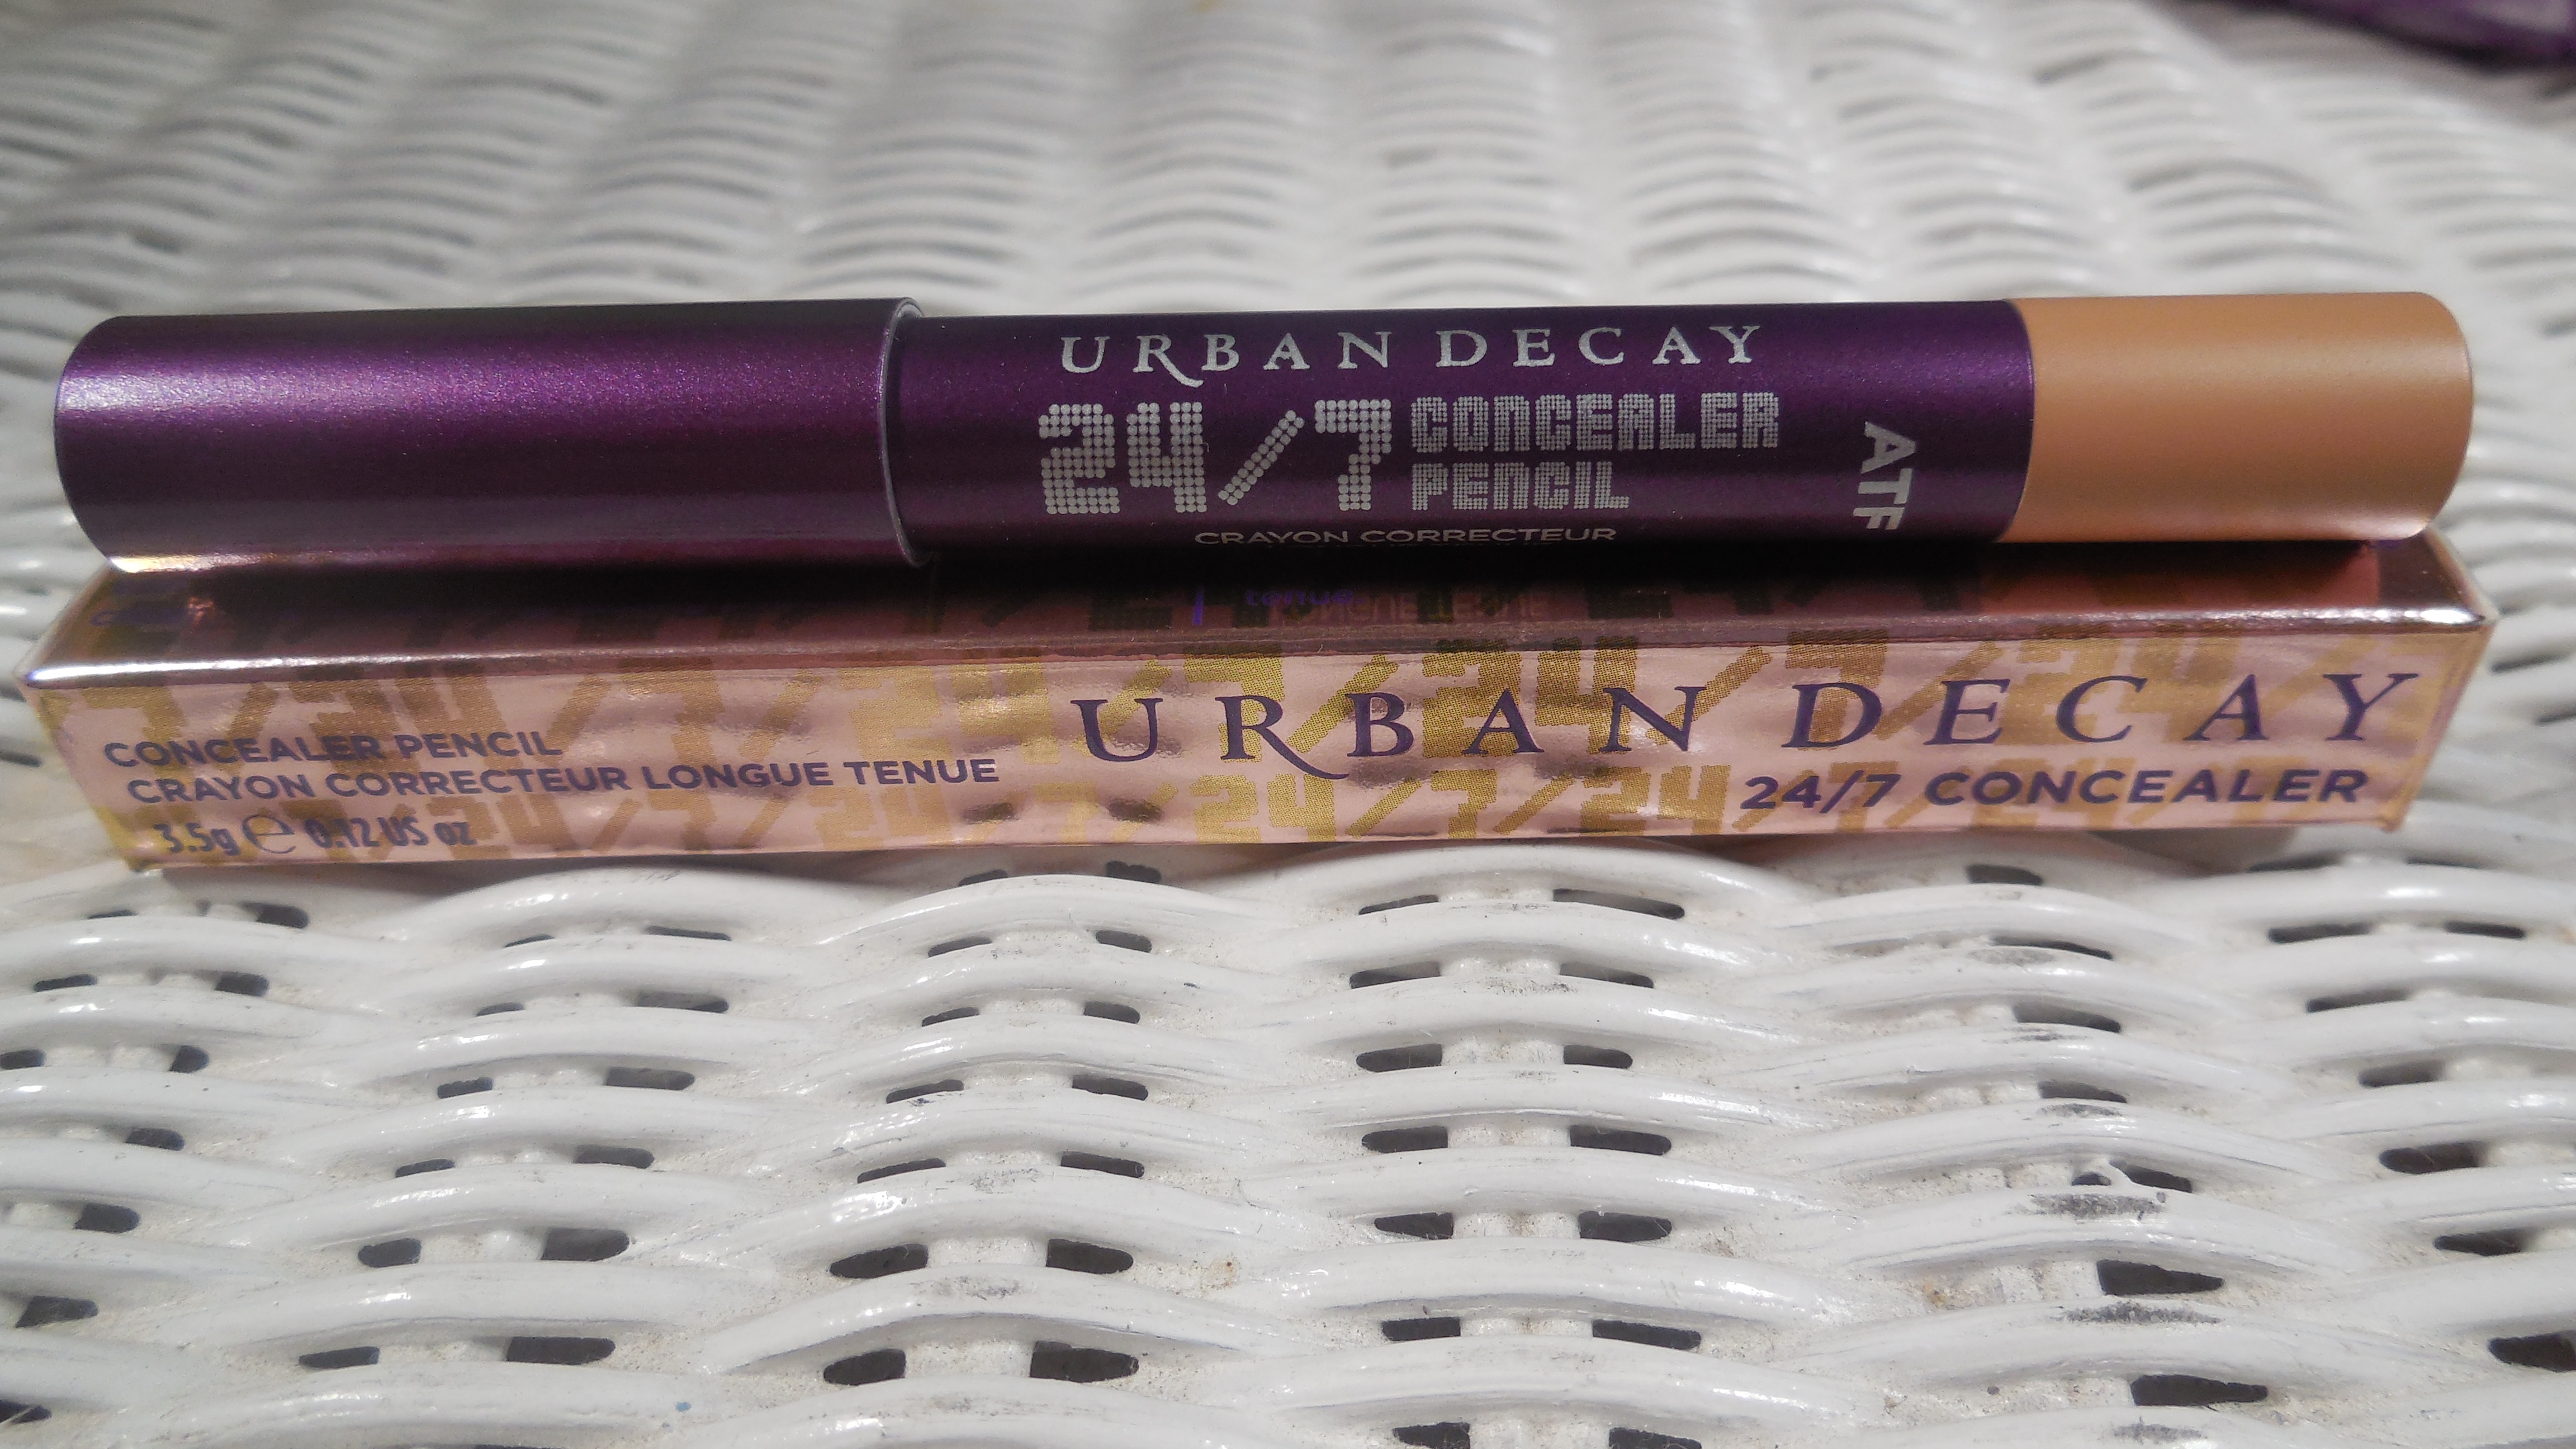 URBAN DECAY
24/7 CONCEALER
PENCIL
CRAYON CORRECTEUR
ATF
URBAN DECAY
24/7 CONCEALER
CONCEALER PENCIL
CRAYON CORRECTEUR LONGUE TENUE
3.5g ℮ 0.12 US oz